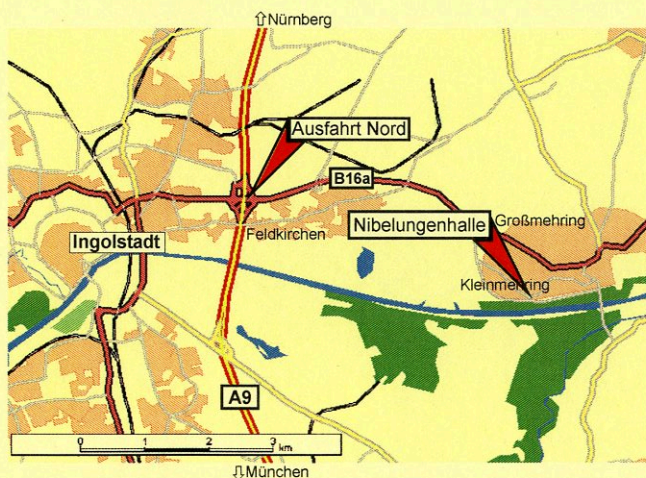 ⇧Nürnberg
Ausfahrt Nord
B16a
Nibelungenhalle
Großmehring
Ingolstadt
Feldkirchen
Kleinmehring
A9
0 1 2 3
km
⇩München